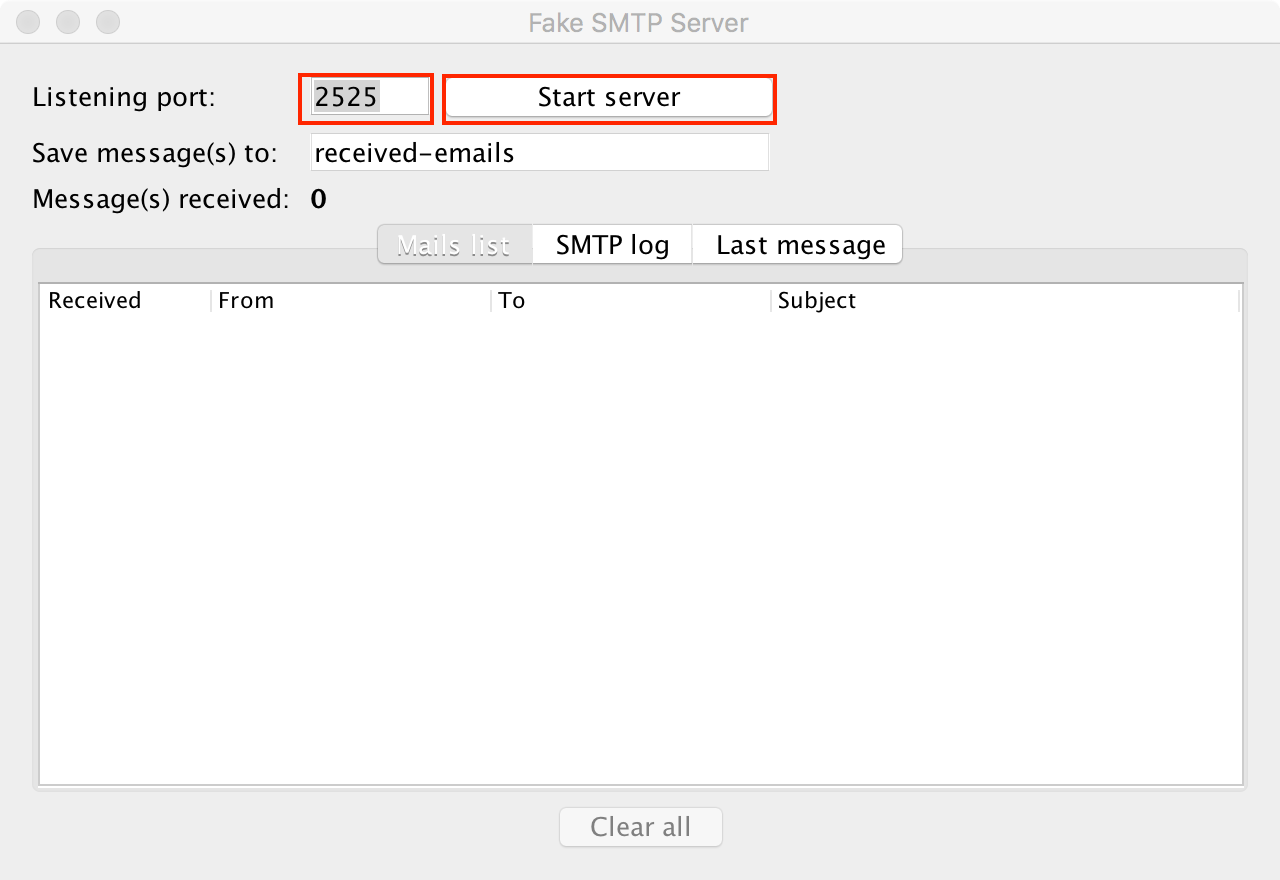 Fake SMTP Server
Listening port: 2525 Start server
Save message(s) to: received-emails
Message(s) received: 0
Mails list SMTP log Last message
Received From To Subject
Clear all